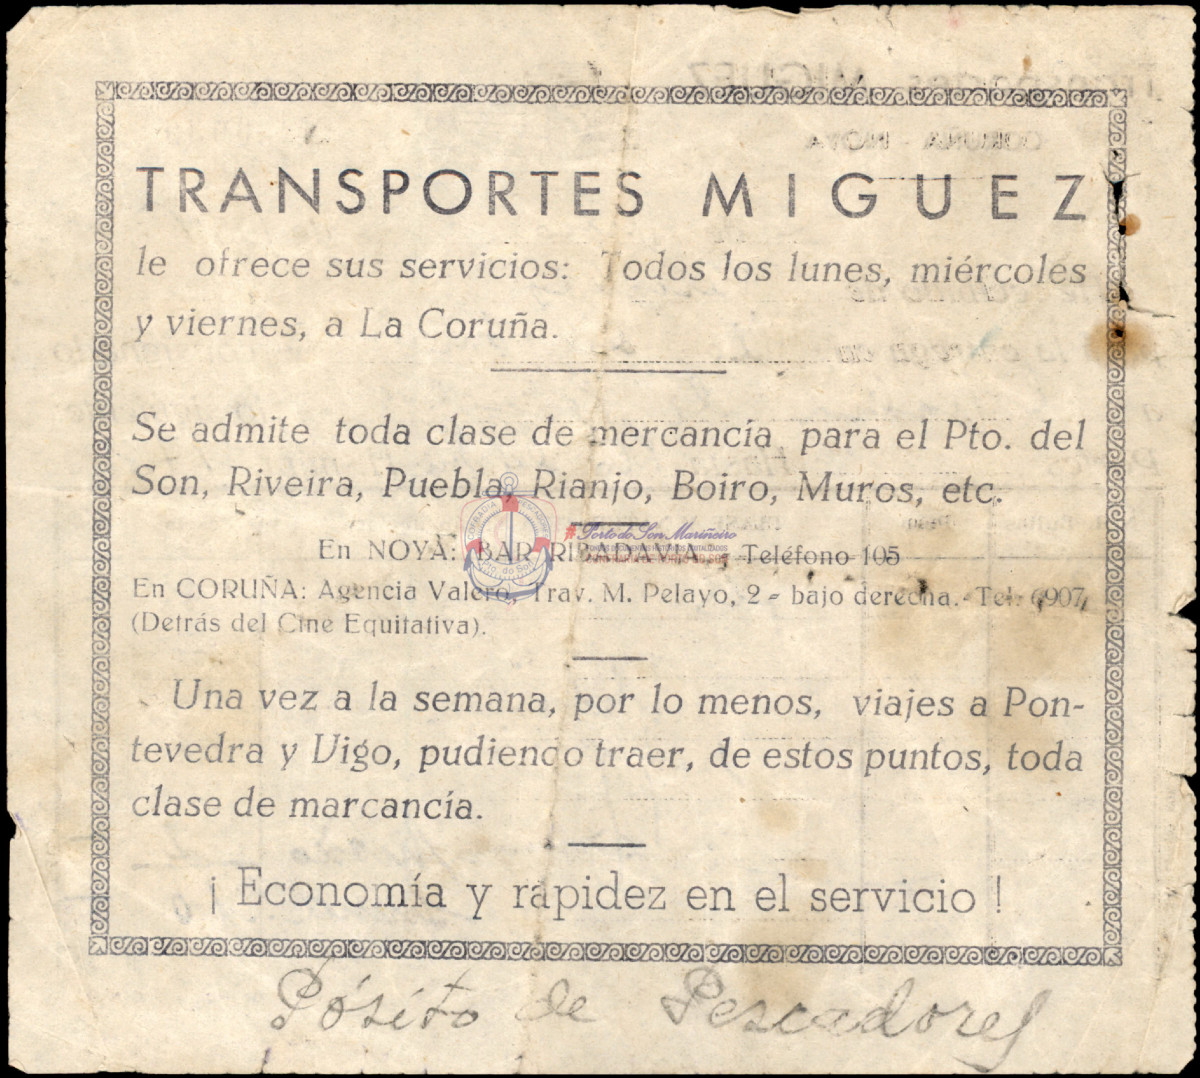 TRANSPORTES MIGUEZ
le ofrece sus servicios: Todos los lunes, miércoles
y viernes, a La Coruña.
Se admite toda clase de mercancía para el Pto. del
Son, Riveira, Puebla, Rianjo, Boiro, Muros, etc.
#Porto do Son Mariñeiro
En NOYA: BAR RIBADAVIA - Teléfono 105
En CORUÑA: Agencia Valero, Trav. M. Pelayo, 2 - bajo derecha.- Tel. 6907
(Detrás del Cine Equitativa).
Una vez a la semana, por lo menos, viajes a Pon-
tevedra y Vigo, pudiendo traer, de estos puntos, toda
clase de marcancía.
¡ Economía y rapidez en el servicio !
Pósito de Pescadores